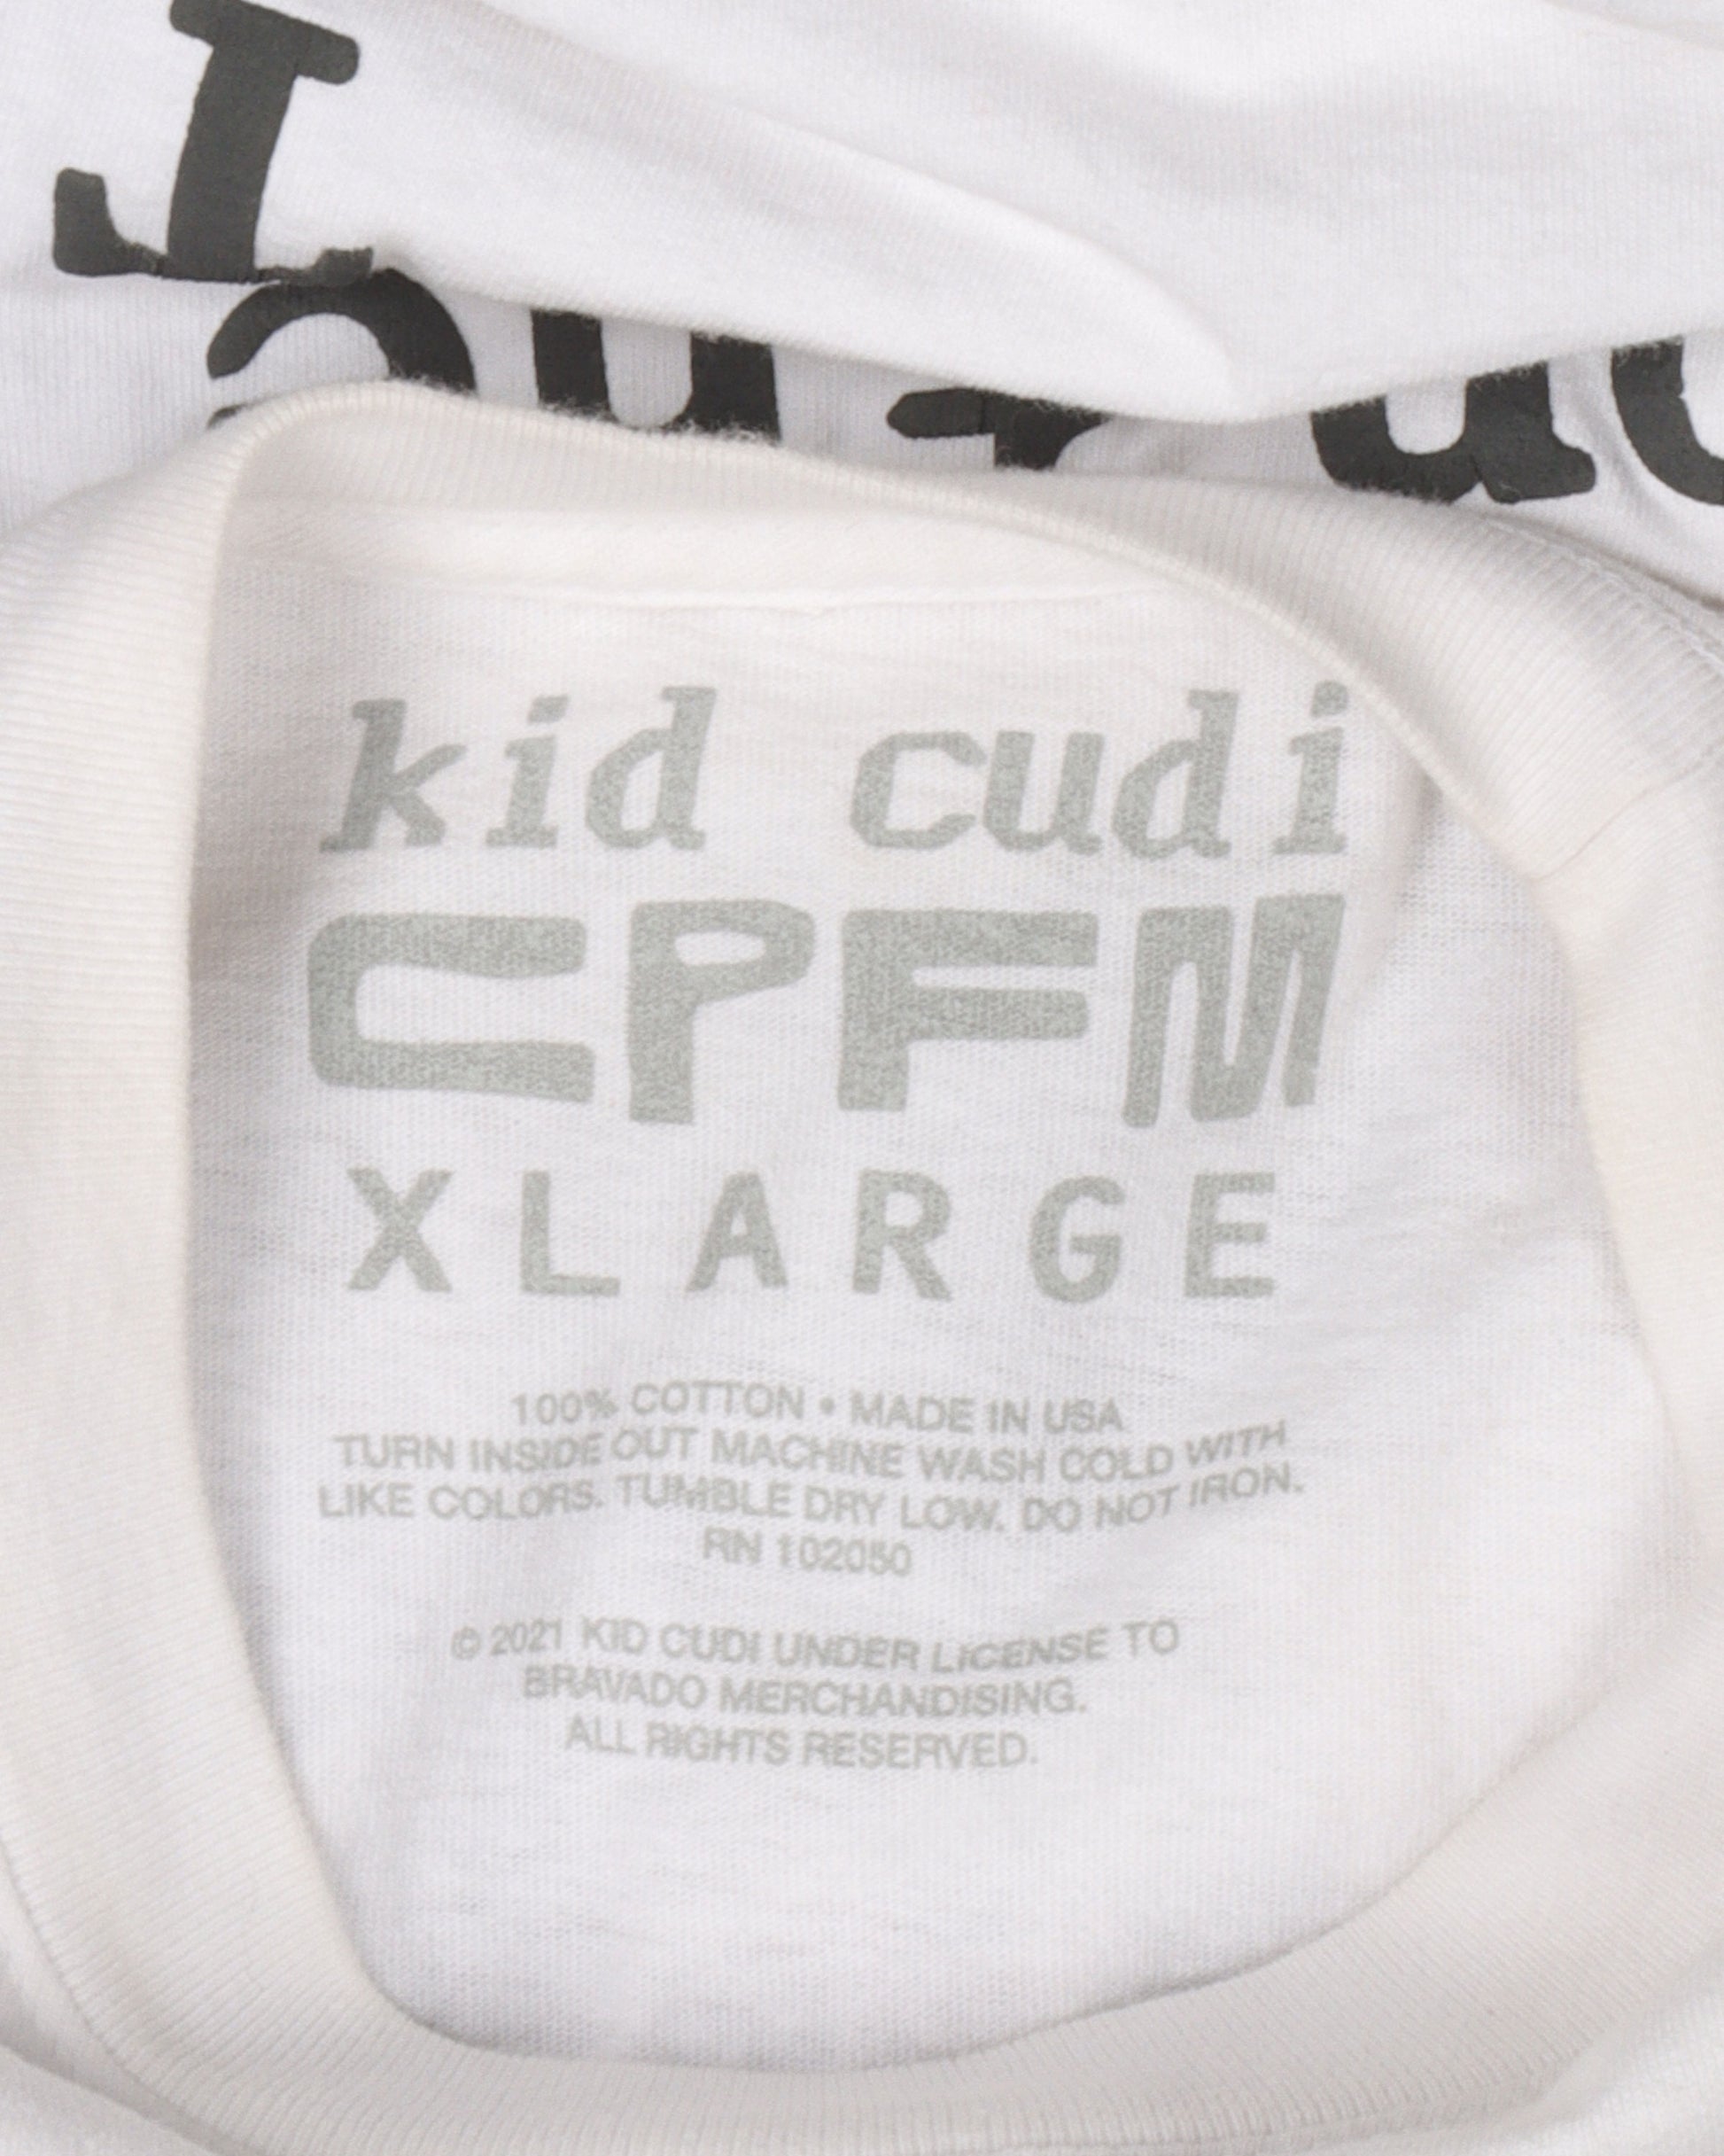 kid cudi
CPFM
XLARGE
100% COTTON • MADE IN USA
TURN INSIDE OUT MACHINE WASH COLD WITH
LIKE COLORS. TUMBLE DRY LOW. DO NOT IRON.
RN 102050
© 2021 KID CUDI UNDER LICENSE TO
BRAVADO MERCHANDISING.
ALL RIGHTS RESERVED.